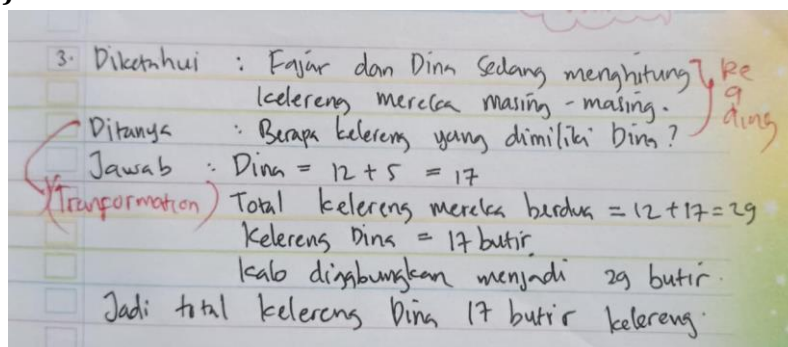 3. Diketahui : Fajar dan Dina sedang menghitung
kelereng mereka masing-masing.
Reading
Ditanya : Berapa kelereng yang dimiliki Dina?
Jawab : Dina = 12 + 5 = 17
(Tranformation) Total kelereng mereka berdua = 12 + 17 = 29
Kelereng Dina = 17 butir
kalo digabungkan menjadi 29 butir.
Jadi total kelereng Dina 17 butir kelereng.